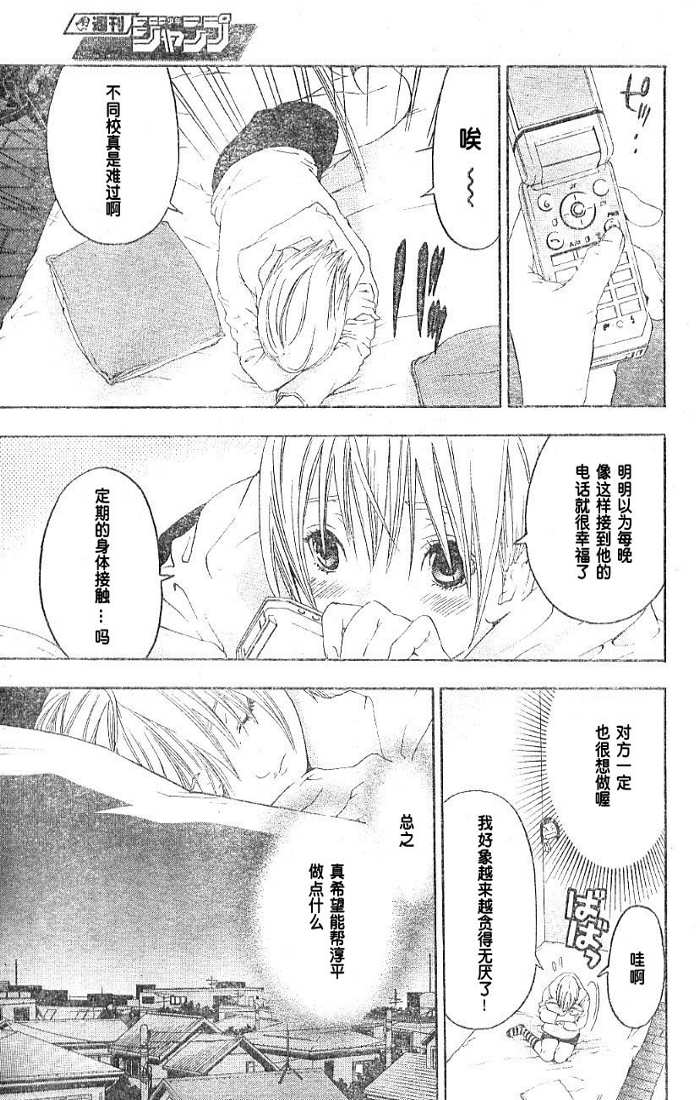 週刊
少年
ジャンプ
ピッ…
唉
～
不同校真是难过啊
明明以为每晚
像这样接到他的
电话就很幸福了
定期的身体接触…吗
对方一定
也很想做喔
我好象越来越贪得无厌了！
ばばっ
哇啊
总之
真希望能帮淳平
做点什么